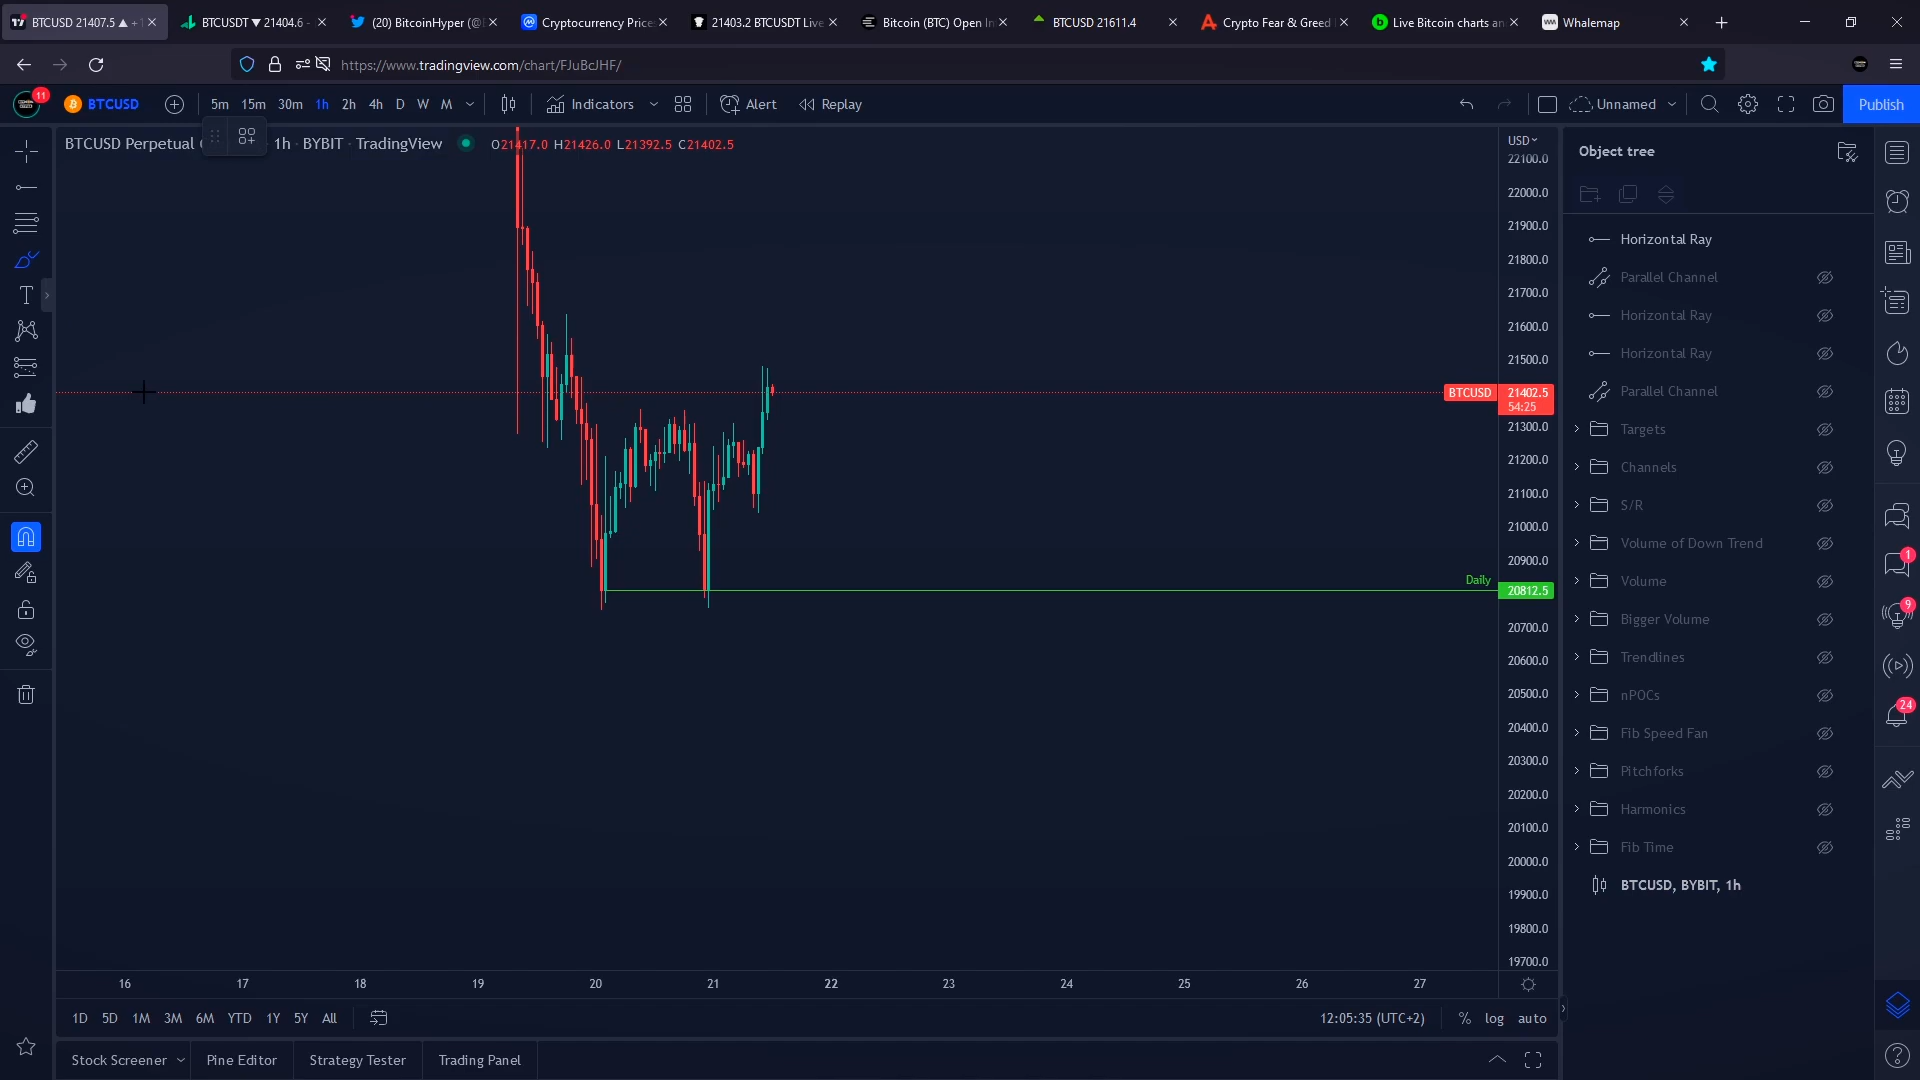 BTCUSD 21407.5 ▲ +
BTCUSDT ▼ 21404.6 -
(20) BitcoinHyper (@
Cryptocurrency Price
21403.2 BTCUSDT Live
Bitcoin (BTC) Open In
BTCUSD 21611.4
Crypto Fear & Greed
Live Bitcoin charts an
Whalemap
https://www.tradingview.com/chart/FJuBcJHF/
11
BTCUSD
5m 15m 30m 1h 2h 4h D W M
Indicators
Alert
Replay
Unnamed
Publish
BTCUSD Perpetual 1h · BYBIT · TradingView
O21417.0 H21426.0 L21392.5 C21402.5
USD
22100.0
22000.0
21900.0
21800.0
21700.0
21600.0
21500.0
BTCUSD 21402.5
54:25
21300.0
21200.0
21100.0
21000.0
20900.0
Daily 20812.5
20700.0
20600.0
20500.0
20400.0
20300.0
20200.0
20100.0
20000.0
19900.0
19800.0
19700.0
16 17 18 19 20 21 22 23 24 25 26 27
1D 5D 1M 3M 6M YTD 1Y 5Y All
12:05:35 (UTC+2) % log auto
Stock Screener
Pine Editor
Strategy Tester
Trading Panel
Object tree
Horizontal Ray
Parallel Channel
Horizontal Ray
Horizontal Ray
Parallel Channel
Targets
Channels
S/R
Volume of Down Trend
Volume
Bigger Volume
Trendlines
nPOCs
Fib Speed Fan
Pitchforks
Harmonics
Fib Time
BTCUSD, BYBIT, 1h
1
9
24